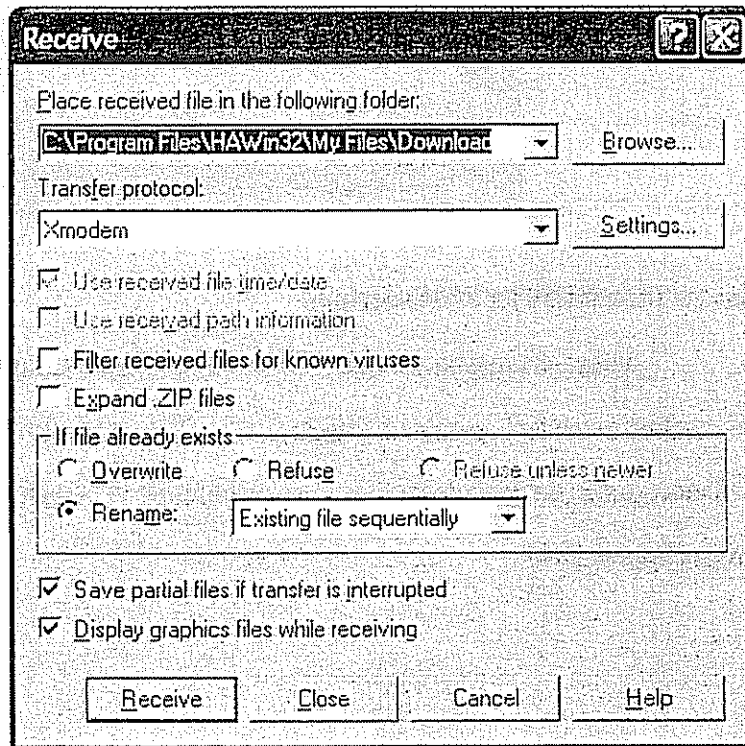 Receive
Place received file in the following folder:
C:\Program Files\HAWin32\My Files\Download
Browse...
Transfer protocol:
Xmodem
Settings...
Use received file time/date
Use received path information
Filter received files for known viruses
Expand .ZIP files
If file already exists
Overwrite Refuse Refuse unless newer
Rename: Existing file sequentially
Save partial files if transfer is interrupted
Display graphics files while receiving
Receive Close Cancel Help